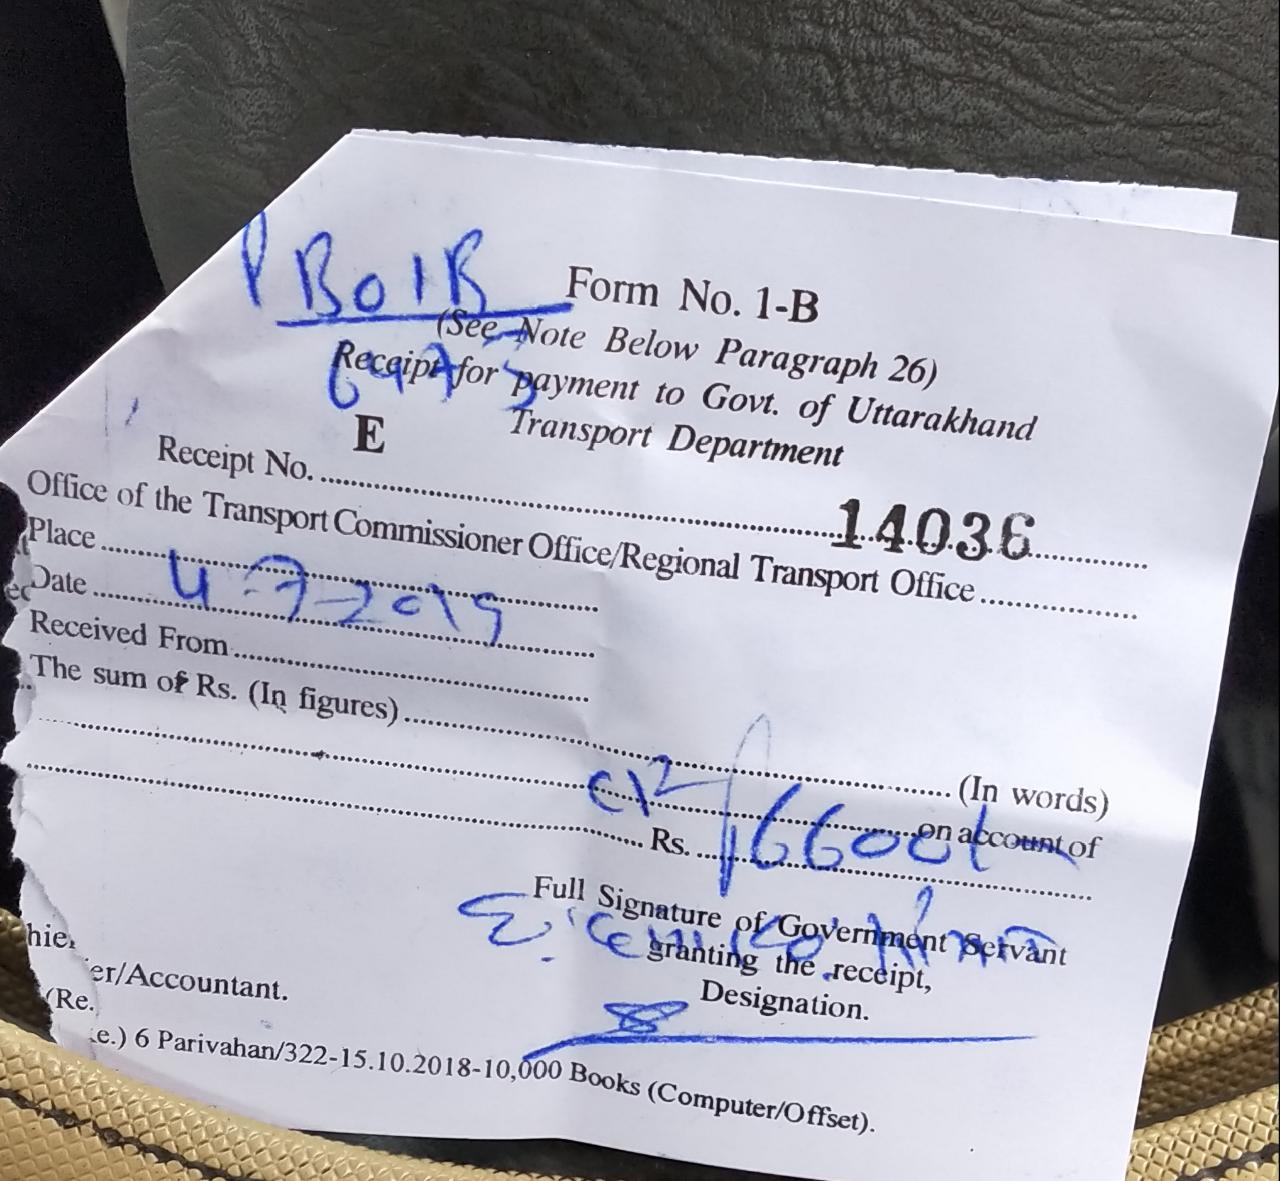 PB01B
Form No. 1-B
(See Note Below Paragraph 26)
Receipt for payment to Govt. of Uttarakhand
Transport Department
E
Receipt No. 14036
Office of the Transport Commissioner Office/Regional Transport Office
Place
Date 4-7-2019
Received From
The sum of Rs. (In figures)
(In words)
on account of
Rs. 6600/-
Full Signature of Government Servant
granting the receipt,
Designation.
er/Accountant.
(Re.
e.) 6 Parivahan/322-15.10.2018-10,000 Books (Computer/Offset).